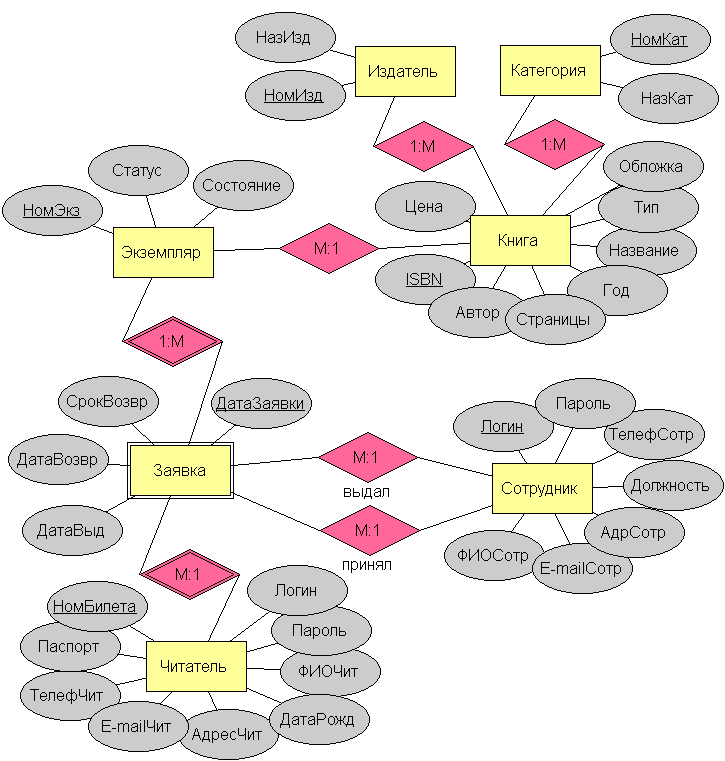 НазИзд
НомИзд
Издатель
Категория
НомКат
НазКат
1:М
1:М
Статус
Состояние
НомЭкз
Экземпляр
М:1
Цена
Книга
Обложка
Тип
Название
Год
Страницы
Автор
ISBN
1:М
СрокВозвр
ДатаЗаявки
ДатаВозвр
Заявка
ДатаВыд
М:1
выдал
М:1
принял
Логин
Пароль
ТелефСотр
Сотрудник
Должность
АдрСотр
E-mailСотр
ФИОСотр
М:1
НомБилета
Логин
Паспорт
Пароль
Читатель
ФИОЧит
ТелефЧит
ДатаРожд
E-mailЧит
АдресЧит